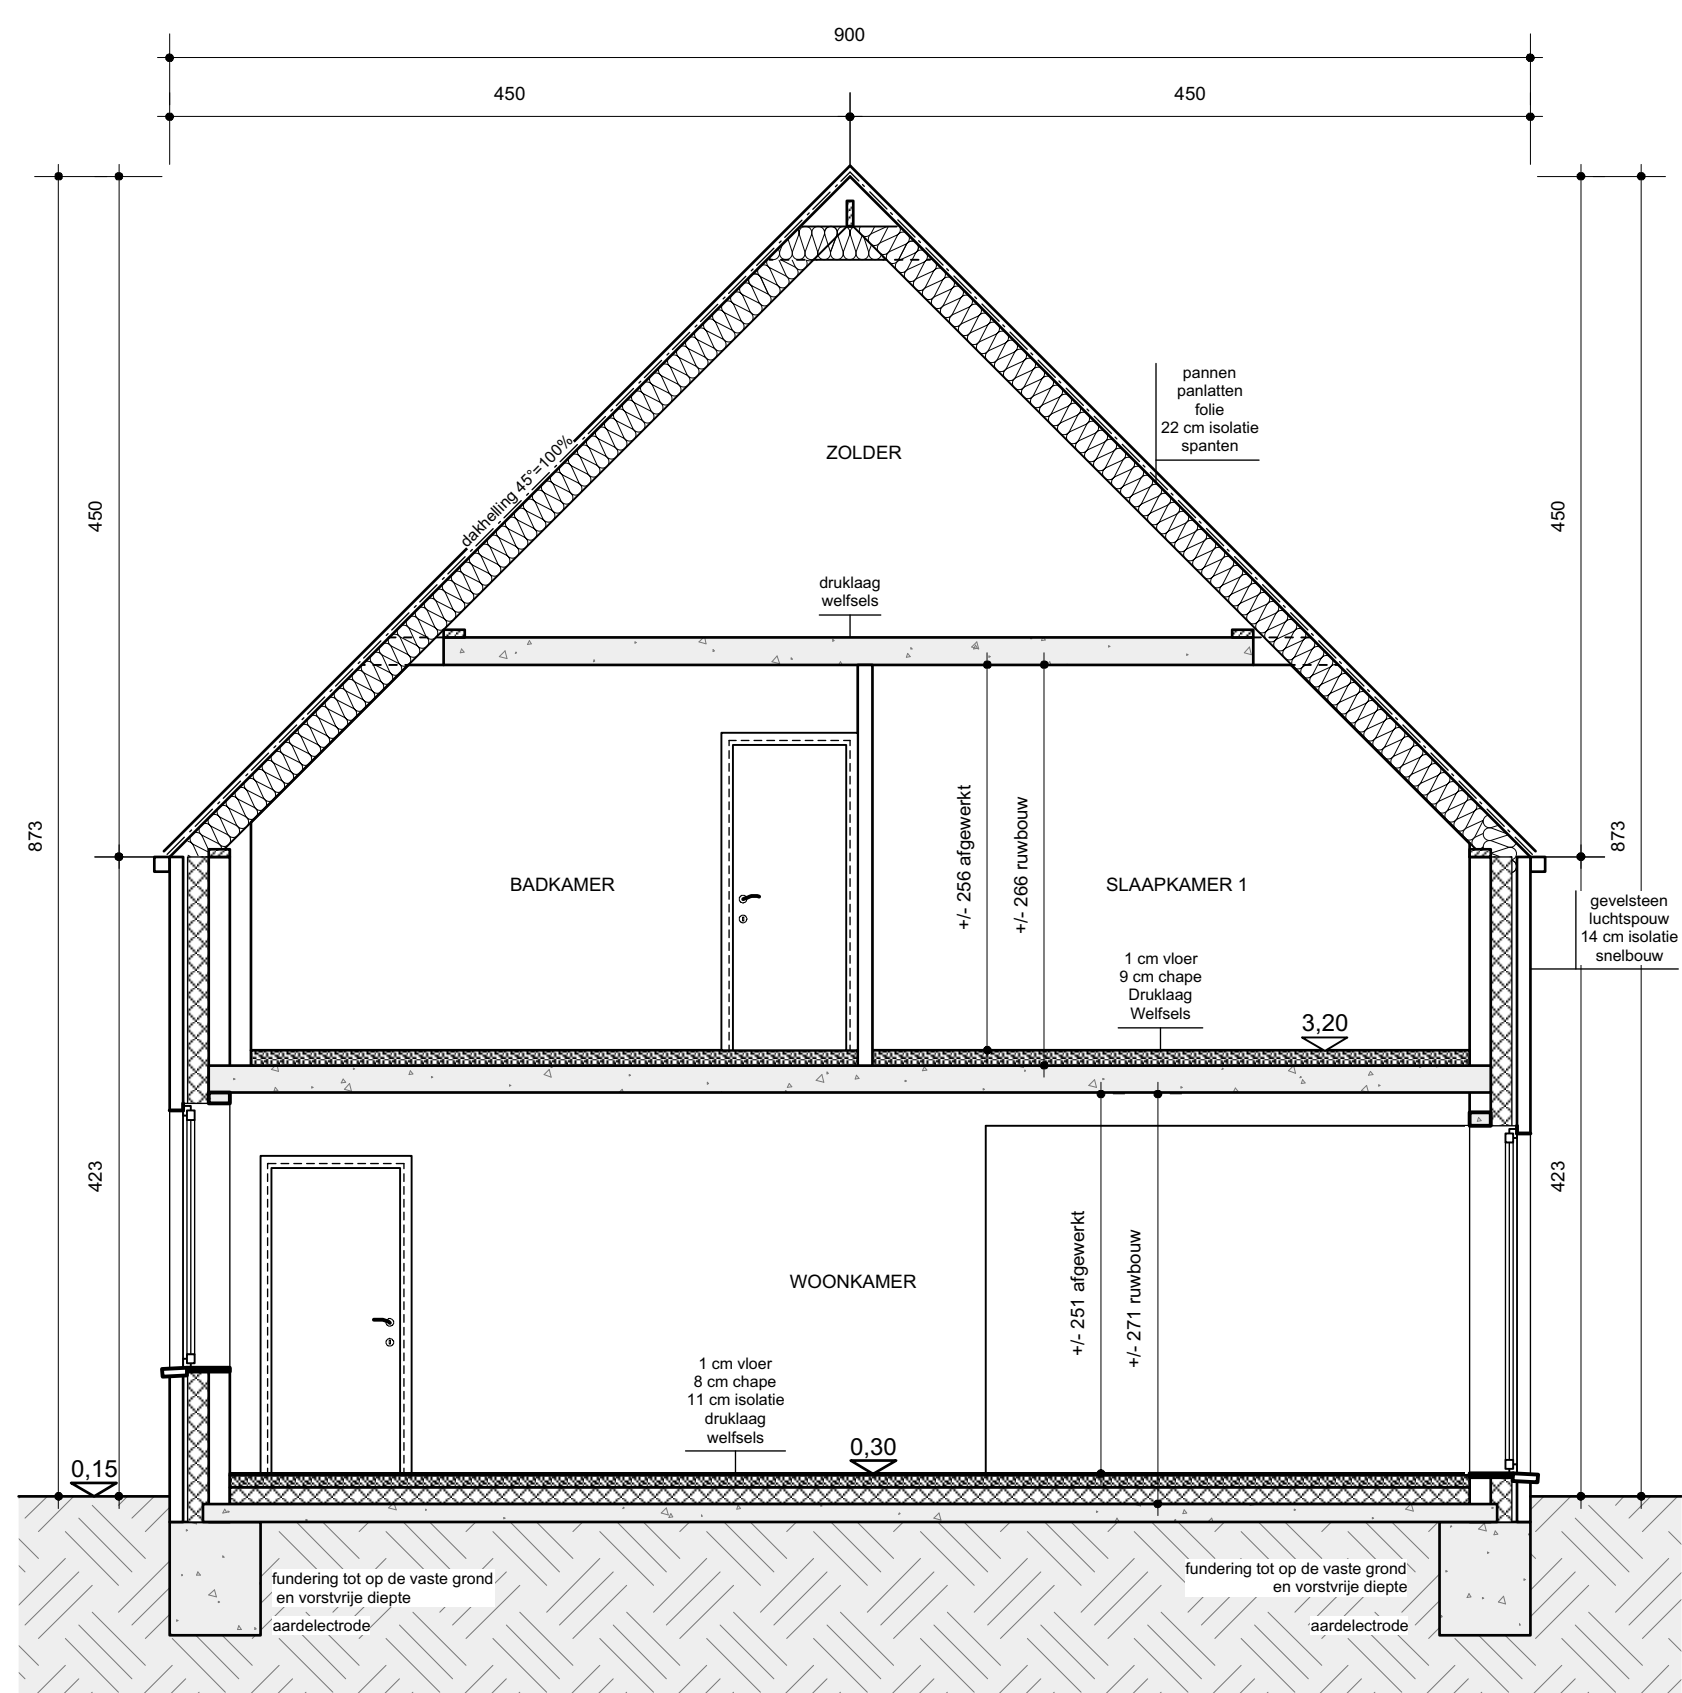 900
450
450
pannen
panlatten
folie
22 cm isolatie
spanten
dakhelling 45°=100%
ZOLDER
450
450
druklaag
welfsels
873
873
+/- 256 afgewerkt
+/- 266 ruwbouw
BADKAMER
SLAAPKAMER 1
gevelsteen
luchtspouw
14 cm isolatie
snelbouw
1 cm vloer
9 cm chape
Druklaag
Welfsels
3,20
423
423
+/- 251 afgewerkt
+/- 271 ruwbouw
WOONKAMER
1 cm vloer
8 cm chape
11 cm isolatie
druklaag
welfsels
0,30
0,15
fundering tot op de vaste grond
en vorstvrije diepte
aardelectrode
fundering tot op de vaste grond
en vorstvrije diepte
aardelectrode